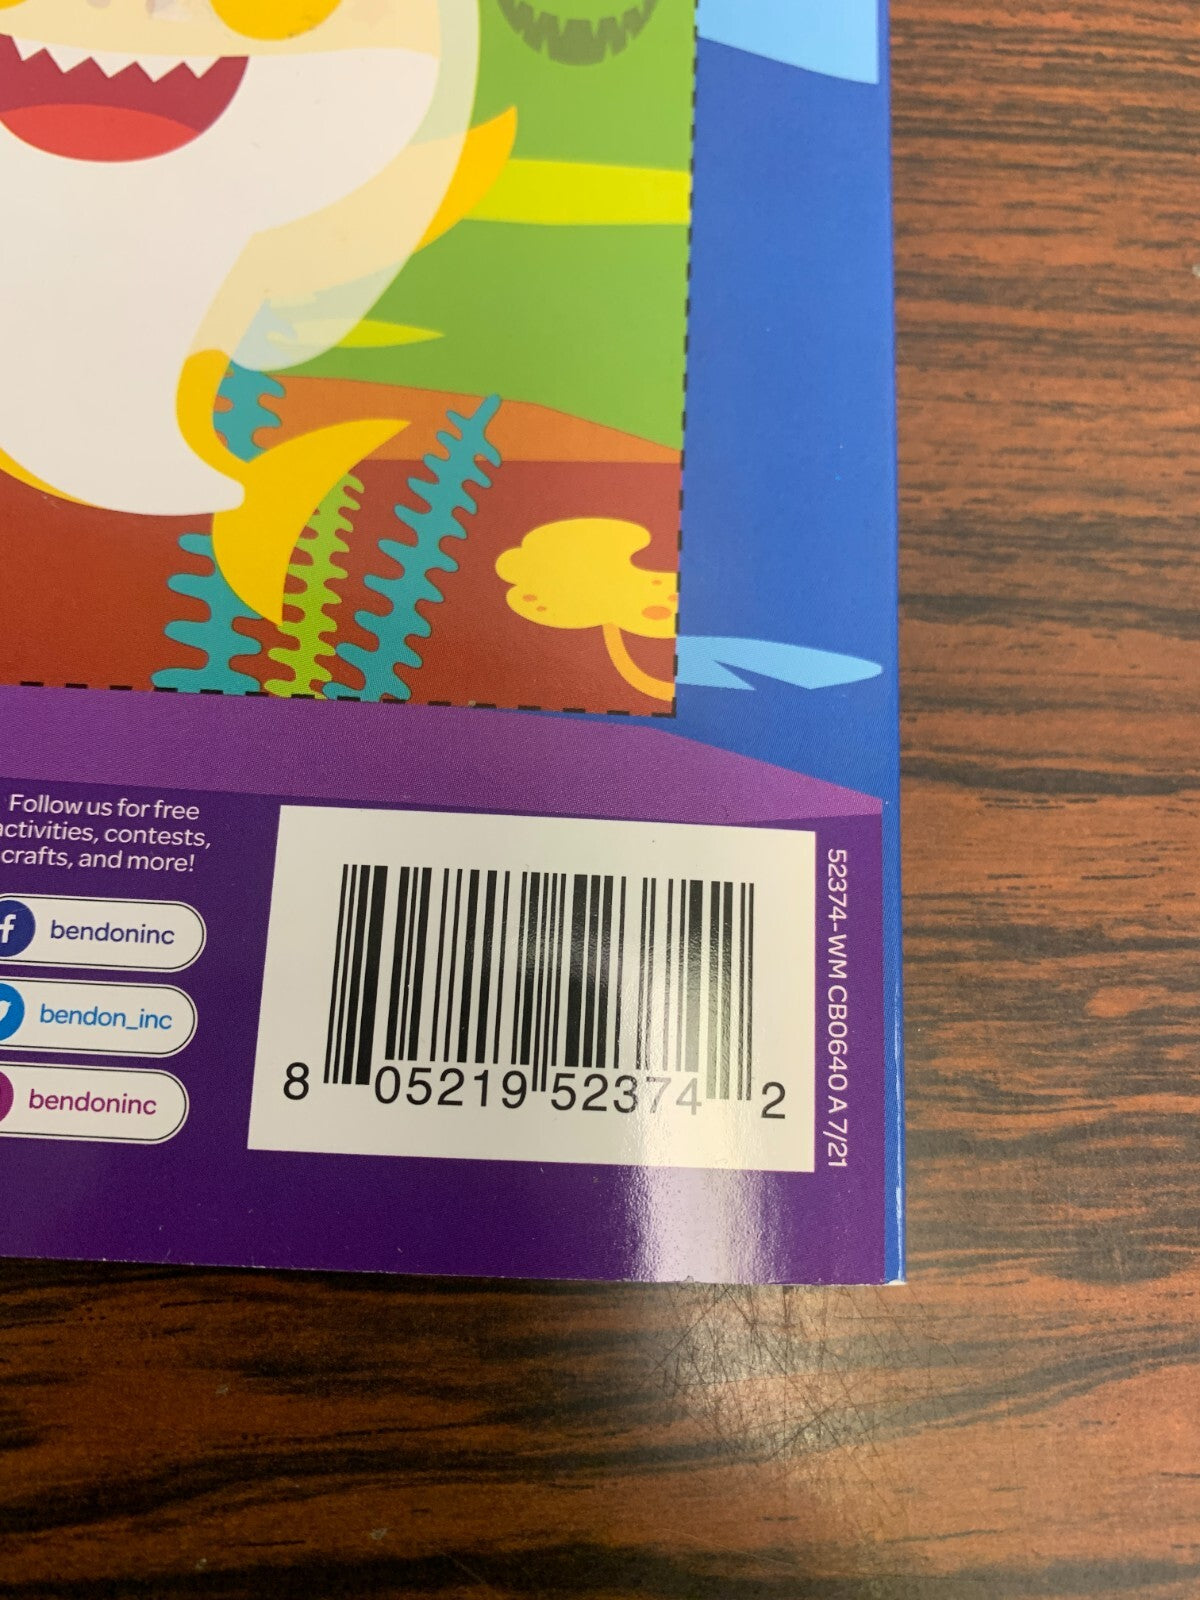 Follow us for free
activities, contests,
crafts, and more!
bendoninc
bendon_inc
bendoninc
8 05219 52374 2
52374-WM CB0640 A 7/21